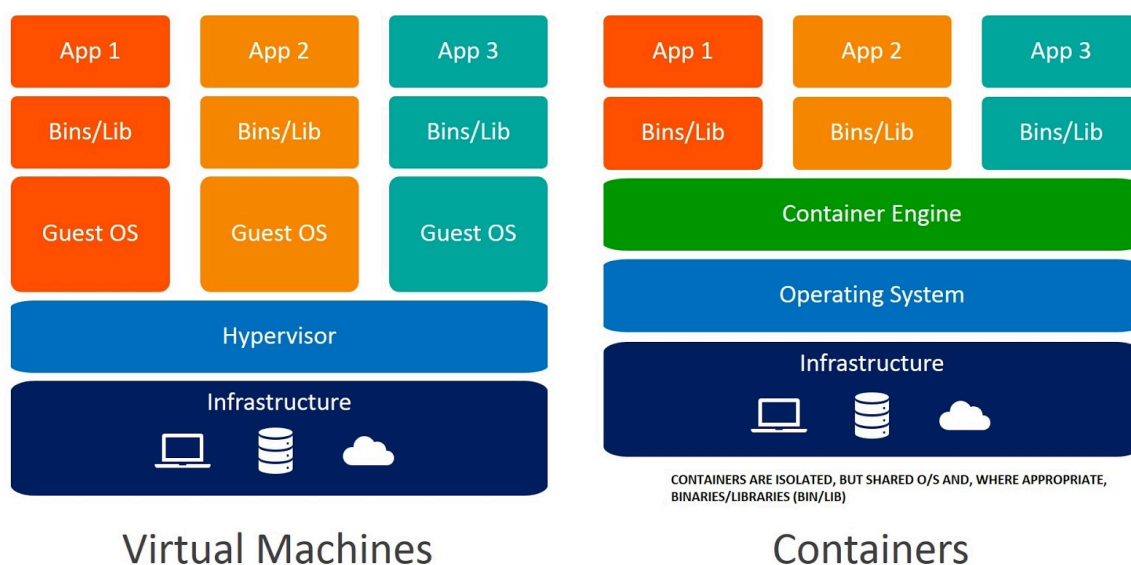 App 1
App 2
App 3
Bins/Lib
Bins/Lib
Bins/Lib
Guest OS
Guest OS
Guest OS
Hypervisor
Infrastructure
Virtual Machines
App 1
App 2
App 3
Bins/Lib
Bins/Lib
Bins/Lib
Container Engine
Operating System
Infrastructure
CONTAINERS ARE ISOLATED, BUT SHARED O/S AND, WHERE APPROPRIATE,
BINARIES/LIBRARIES (BIN/LIB)
Containers